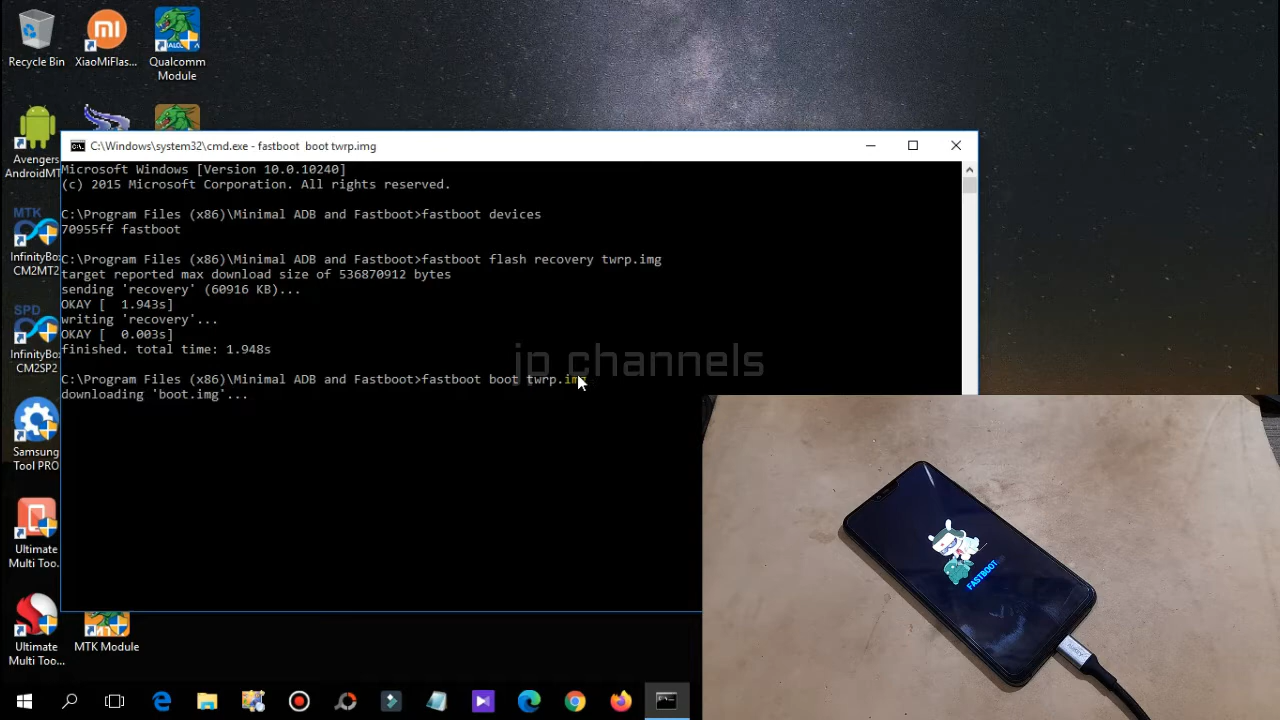 Recycle Bin
XiaoMiFlas...
Qualcomm
Module
Avengers
AndroidMT
MTK
InfinityBox
CM2MT2
SPD
InfinityBox
CM2SP2
Samsung
Tool PRO
Ultimate
Multi Too...
Ultimate
Multi Too...
MTK Module
C:\Windows\system32\cmd.exe - fastboot  boot twrp.img
Microsoft Windows [Version 10.0.10240]
(c) 2015 Microsoft Corporation. All rights reserved.
C:\Program Files (x86)\Minimal ADB and Fastboot>fastboot devices
70955ff fastboot
C:\Program Files (x86)\Minimal ADB and Fastboot>fastboot flash recovery twrp.img
target reported max download size of 536870912 bytes
sending 'recovery' (60916 KB)...
OKAY [  1.943s]
writing 'recovery'...
OKAY [  0.003s]
finished. total time: 1.948s
C:\Program Files (x86)\Minimal ADB and Fastboot>fastboot boot twrp.img
downloading 'boot.img'...
jp channels
FASTBOOT